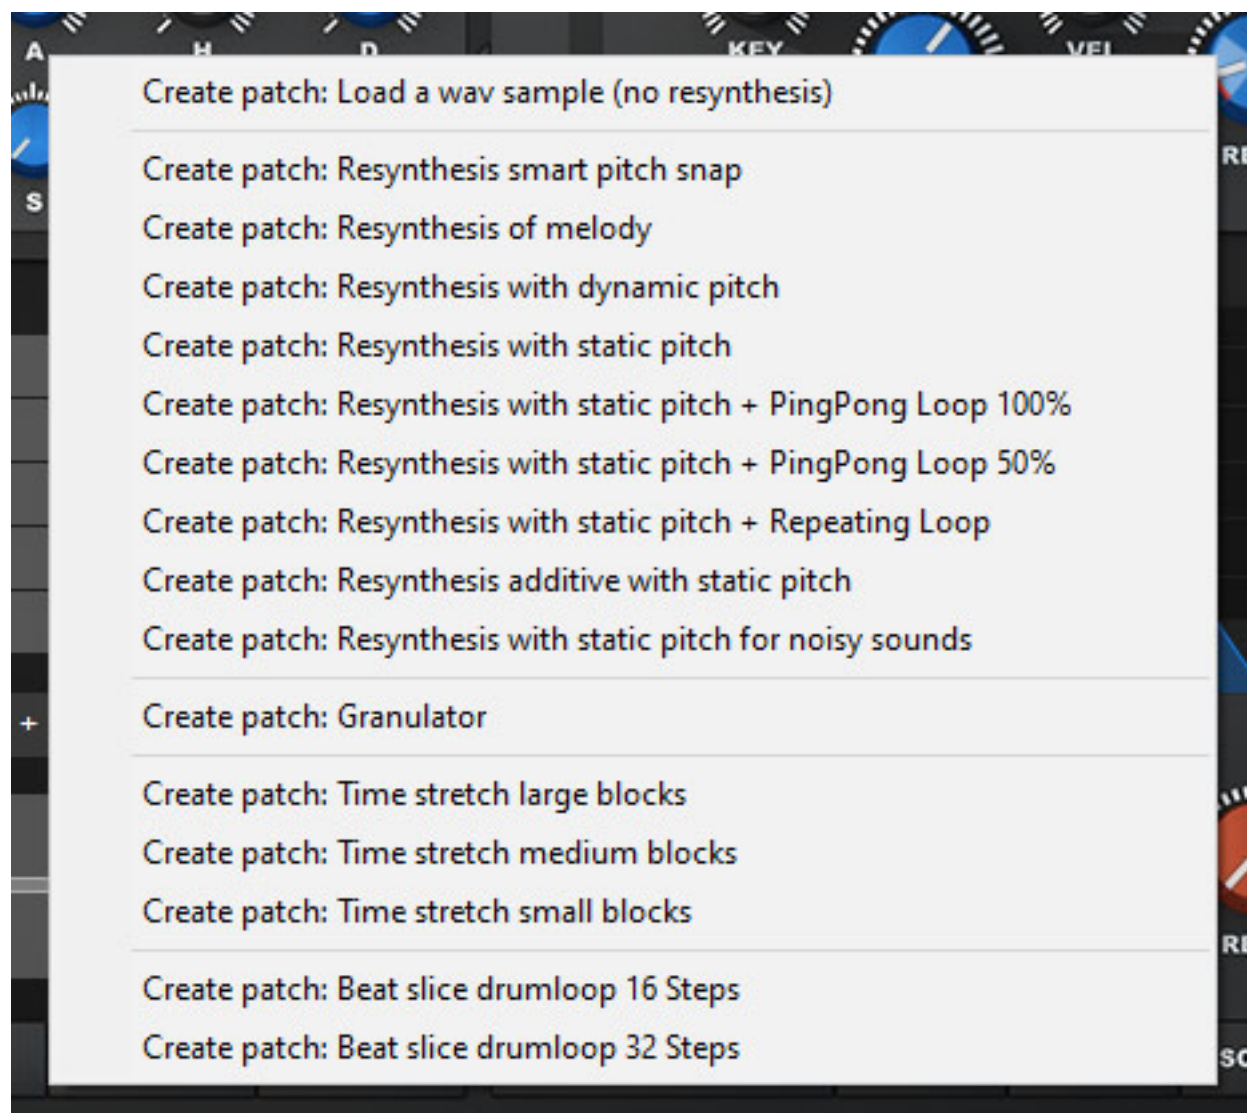 A H D KEY VEL
Create patch: Load a wav sample (no resynthesis)
Create patch: Resynthesis smart pitch snap
S
Create patch: Resynthesis of melody
Create patch: Resynthesis with dynamic pitch
Create patch: Resynthesis with static pitch
Create patch: Resynthesis with static pitch + PingPong Loop 100%
Create patch: Resynthesis with static pitch + PingPong Loop 50%
Create patch: Resynthesis with static pitch + Repeating Loop
Create patch: Resynthesis additive with static pitch
Create patch: Resynthesis with static pitch for noisy sounds
+
Create patch: Granulator
Create patch: Time stretch large blocks
Create patch: Time stretch medium blocks
Create patch: Time stretch small blocks
Create patch: Beat slice drumloop 16 Steps
Create patch: Beat slice drumloop 32 Steps